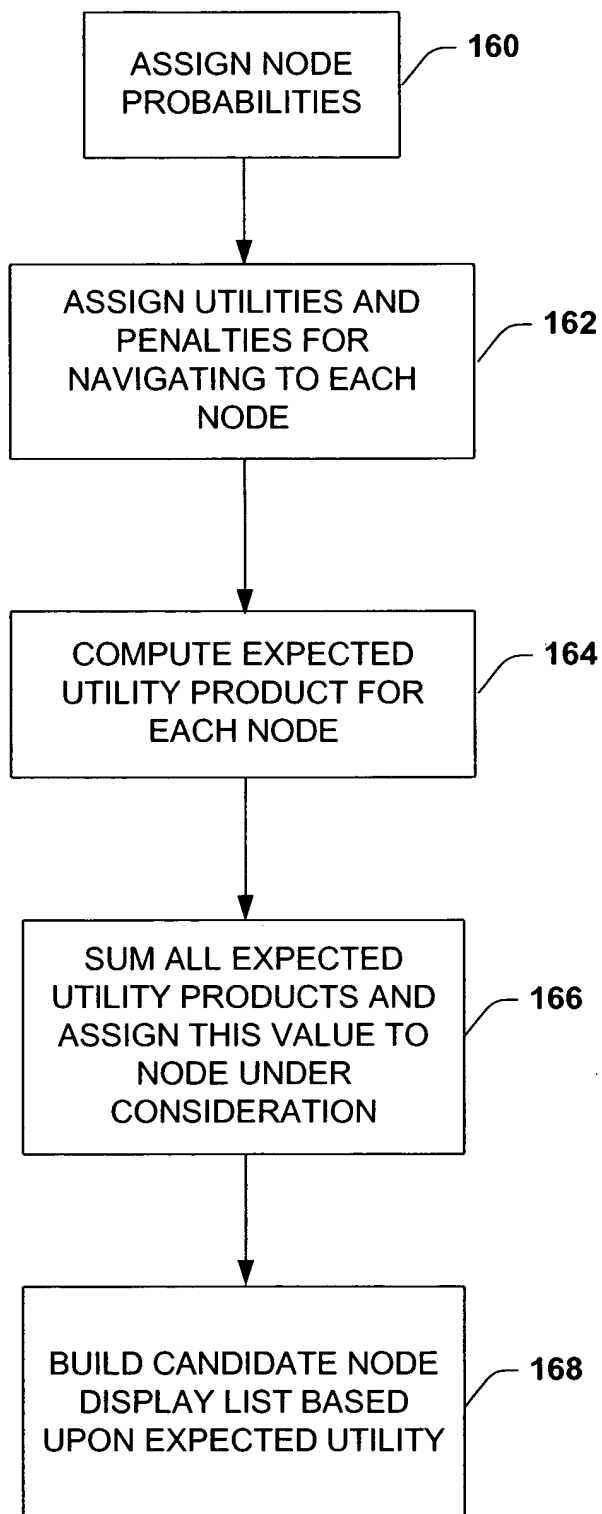 ASSIGN NODE
PROBABILITIES
160
ASSIGN UTILITIES AND
PENALTIES FOR
NAVIGATING TO EACH
NODE
162
COMPUTE EXPECTED
UTILITY PRODUCT FOR
EACH NODE
164
SUM ALL EXPECTED
UTILITY PRODUCTS AND
ASSIGN THIS VALUE TO
NODE UNDER
CONSIDERATION
166
BUILD CANDIDATE NODE
DISPLAY LIST BASED
UPON EXPECTED UTILITY
168